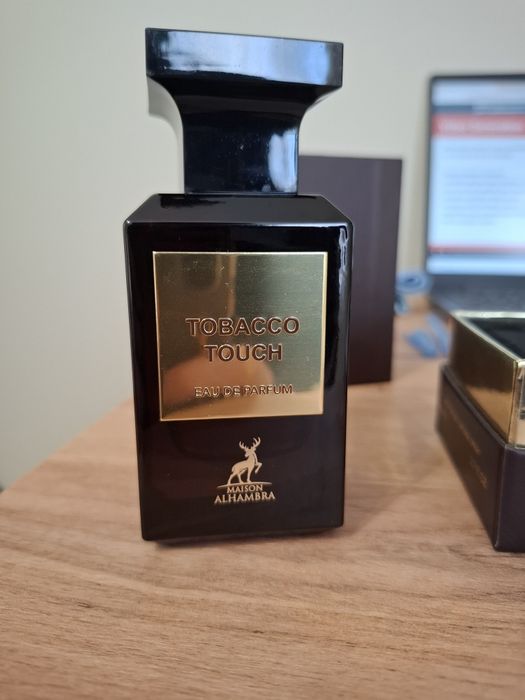 TOBACCO
TOUCH
EAU DE PARFUM
MAISON
ALHAMBRA